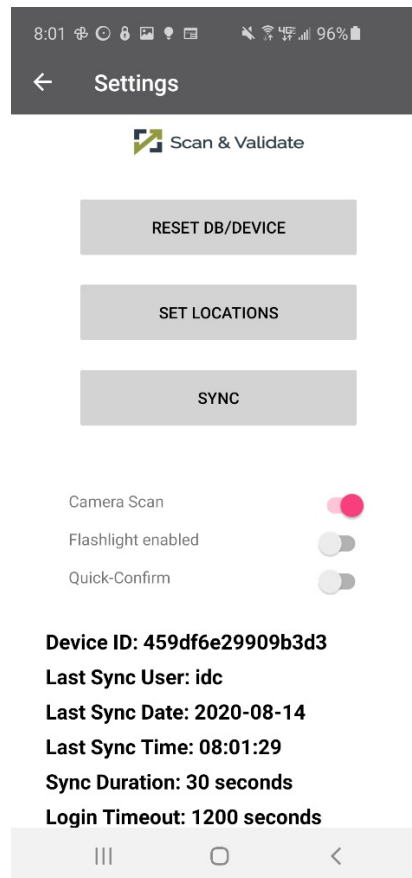 8:01 96%
Settings
Scan & Validate
RESET DB/DEVICE
SET LOCATIONS
SYNC
Camera Scan
Flashlight enabled
Quick-Confirm
Device ID: 459df6e29909b3d3
Last Sync User: idc
Last Sync Date: 2020-08-14
Last Sync Time: 08:01:29
Sync Duration: 30 seconds
Login Timeout: 1200 seconds